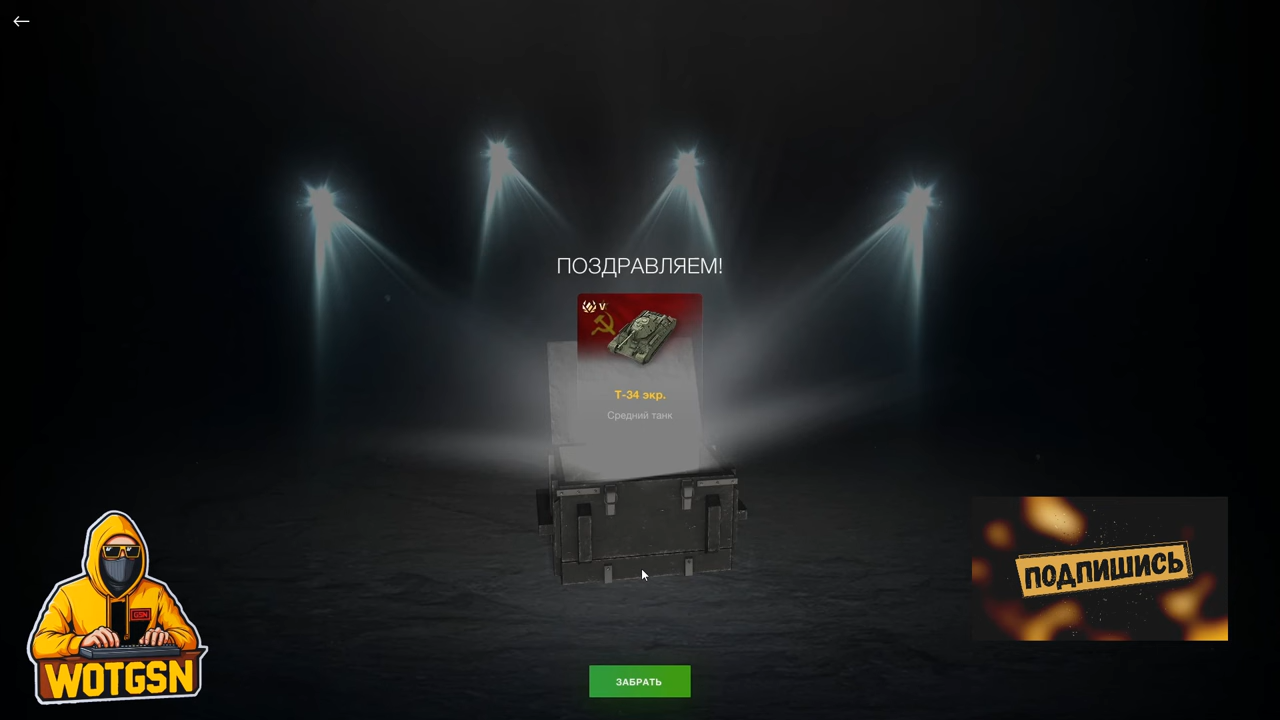 ПОЗДРАВЛЯЕМ!
V
Т-34 экр.
Средний танк
ПОДПИШИСЬ
GSN
WOTGSN
ЗАБРАТЬ